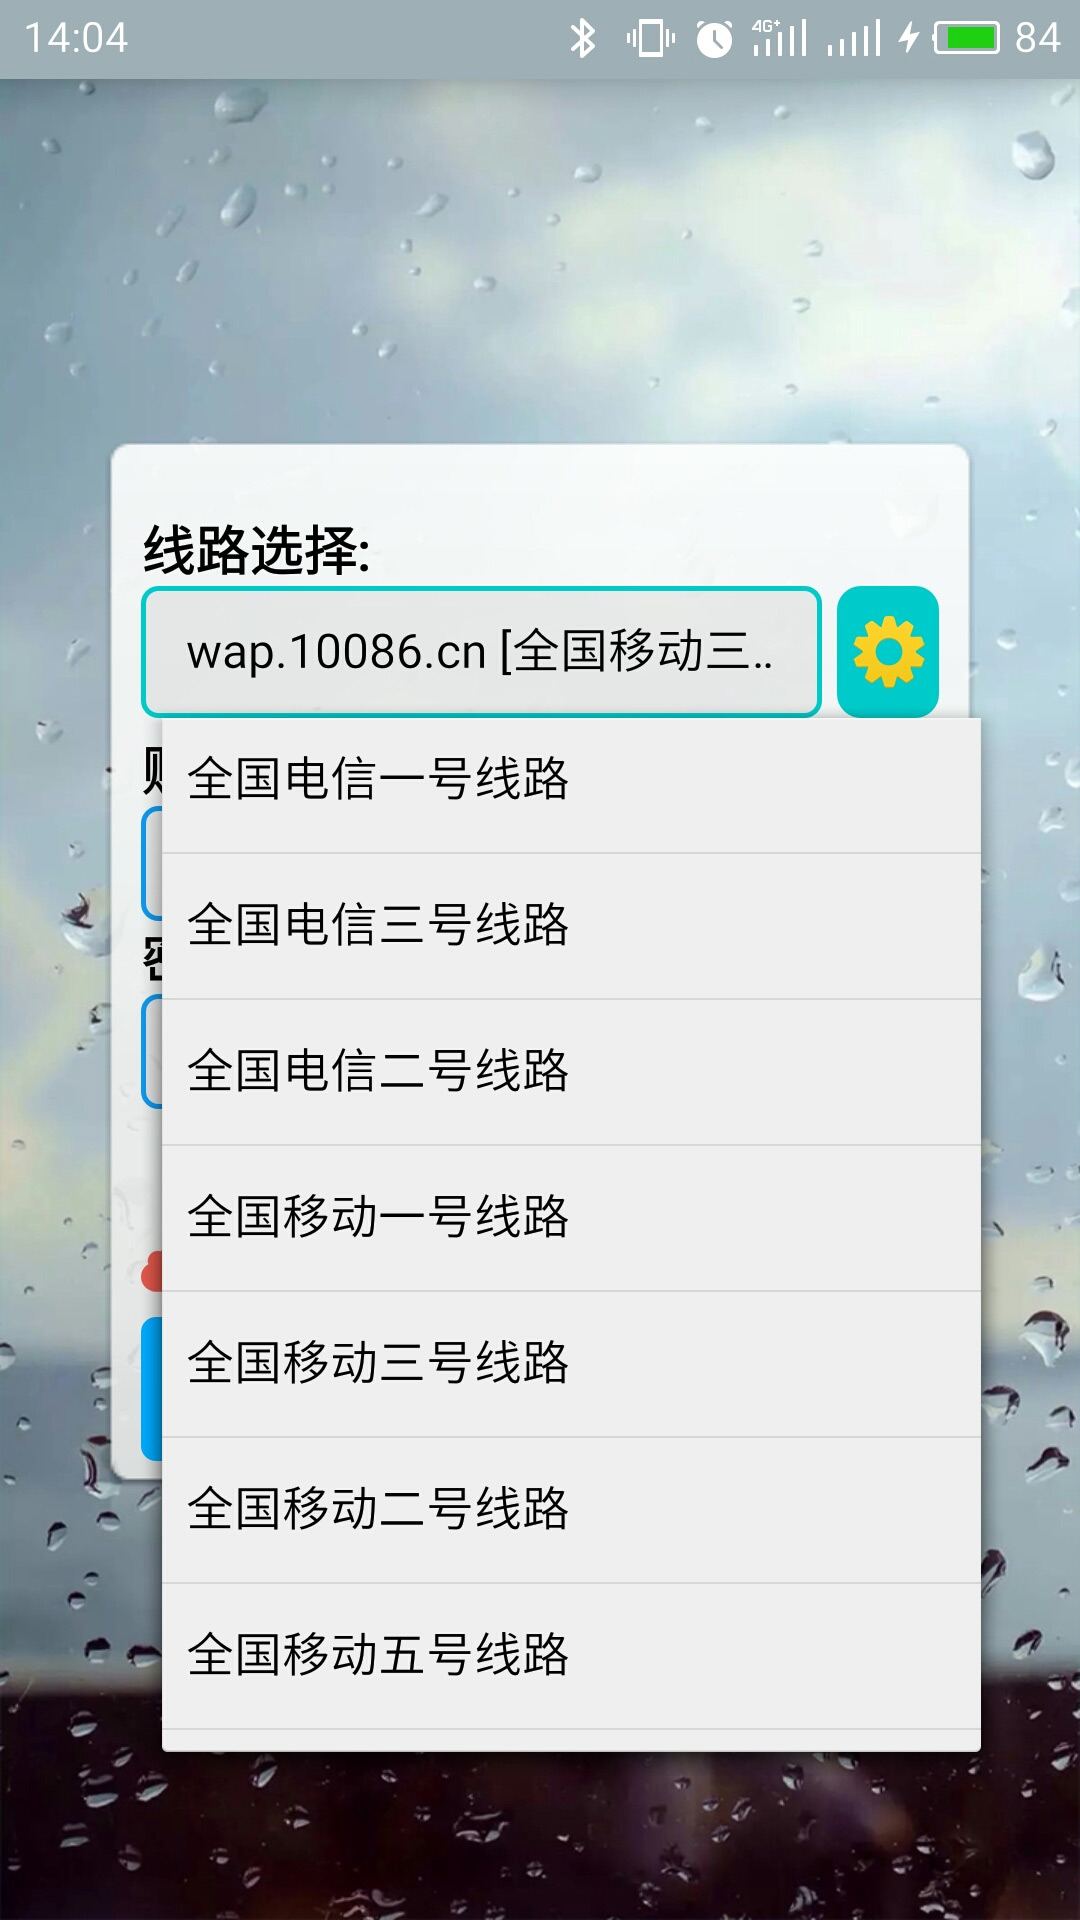 14:04
4G+
84
线路选择:
wap.10086.cn [全国移动三..
全国电信一号线路
全国电信三号线路
全国电信二号线路
全国移动一号线路
全国移动三号线路
全国移动二号线路
全国移动五号线路